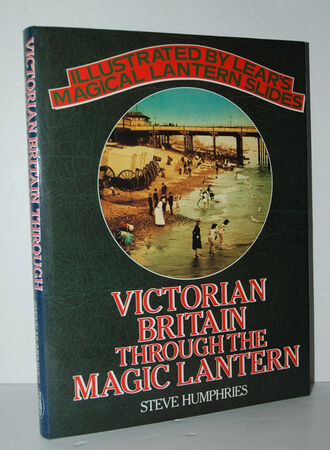 ILLUSTRATED BY LEAR'S
MAGICAL LANTERN SLIDES
VICTORIAN
BRITAIN
THROUGH THE
MAGIC LANTERN
STEVE HUMPHRIES
VICTORIAN BRITAIN THROUGH